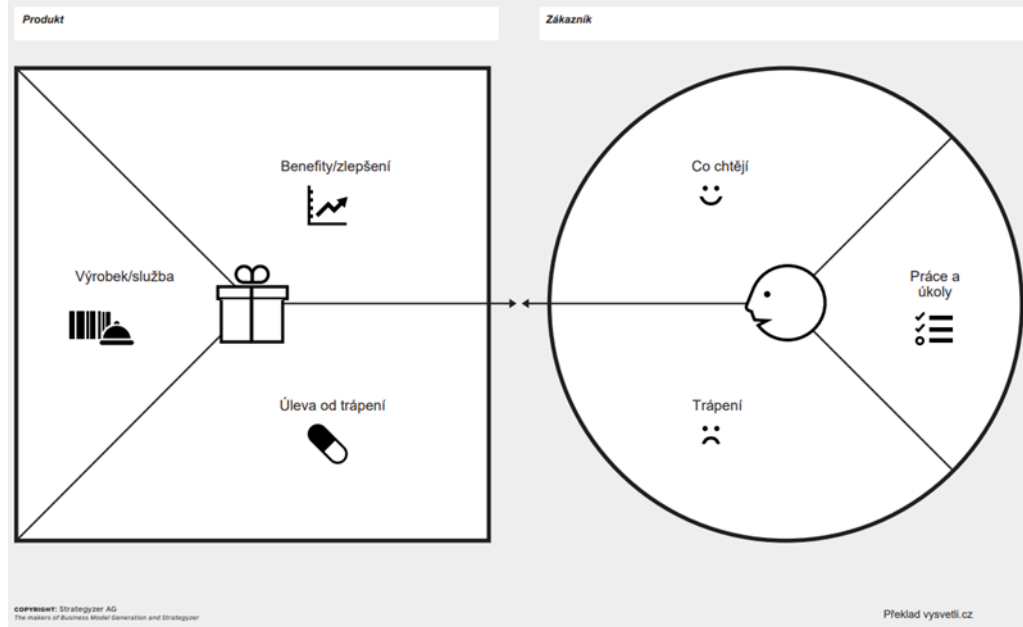 Produkt
Zákazník
Benefity/zlepšení
Výrobek/služba
Úleva od trápení
Co chtějí
Práce a
úkoly
Trápení
COPYRIGHT: Strategyzer AG
The makers of Business Model Generation and Strategyzer
Překlad vysvetli.cz